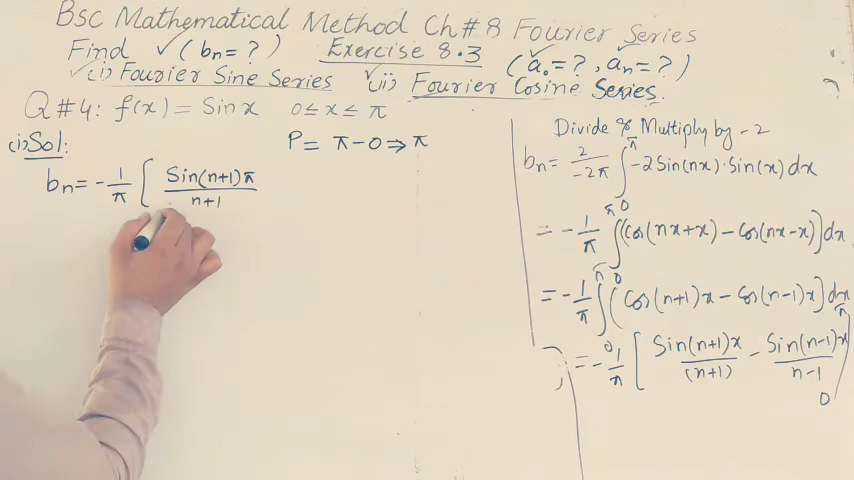 Bsc Mathematical Method Ch#8 Fourier Series
Find ✓(bn=?) Exercise 8.3 (a₀=?, an=?)
✓(i) Fourier Sine Series ✓(ii) Fourier Cosine Series.
Q#4: f(x) = Sinx 0≤x≤π
(i) Sol: P = π-0⇒π
bn = -1/π [ Sin(n+1)π/n+1
Divide & Multiply by -2
bn = 2/-2π ∫₀^π -2Sin(nx)·Sin(x)dx
= -1/π ∫₀^π [Cos(nx+x) - Cos(nx-x)]dx
= -1/π ∫₀^π (Cos(n+1)x - Cos(n-1)x]dx
= -1/π [ Sin(n+1)x/(n+1) - Sin(n-1)x/n-1 |₀^π